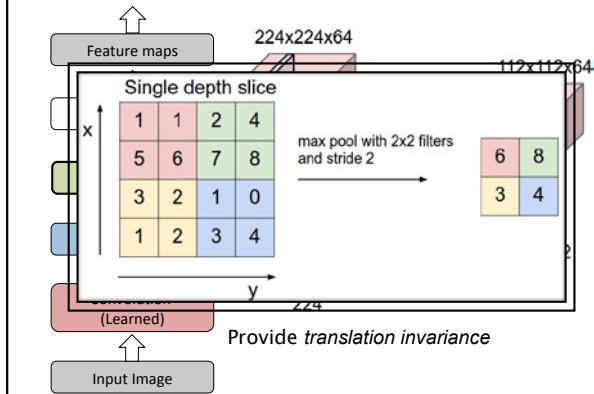 Feature maps
224x224x64
112x112x64
Single depth slice
x
1 1 2 4
5 6 7 8
3 2 1 0
1 2 3 4
y
max pool with 2x2 filters
and stride 2
6 8
3 4
224
Convolution
(Learned)
Provide translation invariance
Input Image